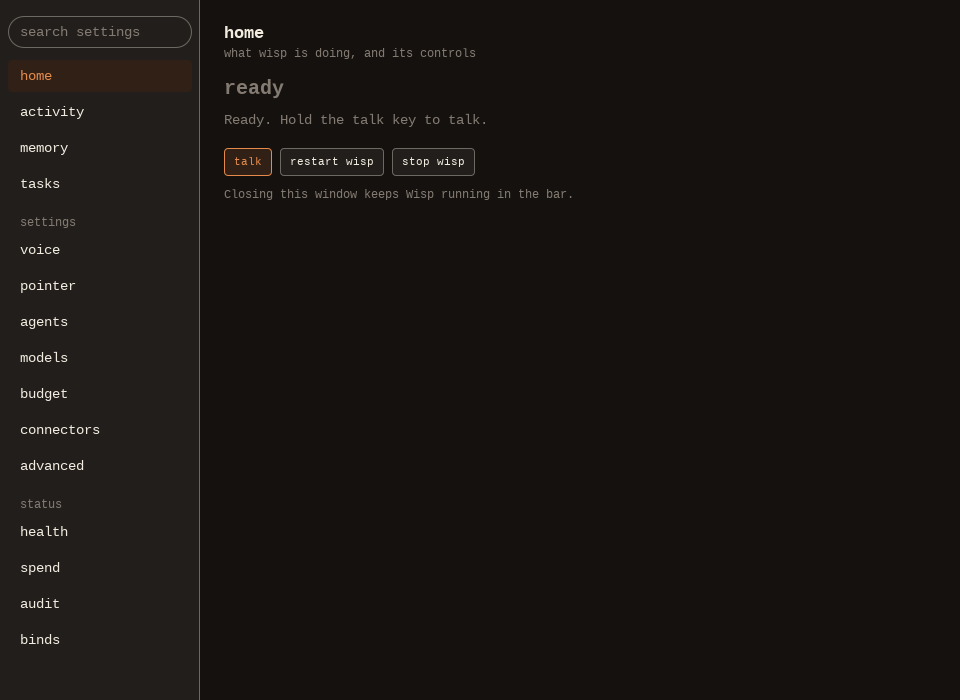 search settings
home
activity
memory
tasks
settings
voice
pointer
agents
models
budget
connectors
advanced
status
health
spend
audit
binds
home
what wisp is doing, and its controls
ready
Ready. Hold the talk key to talk.
talk
restart wisp
stop wisp
Closing this window keeps Wisp running in the bar.